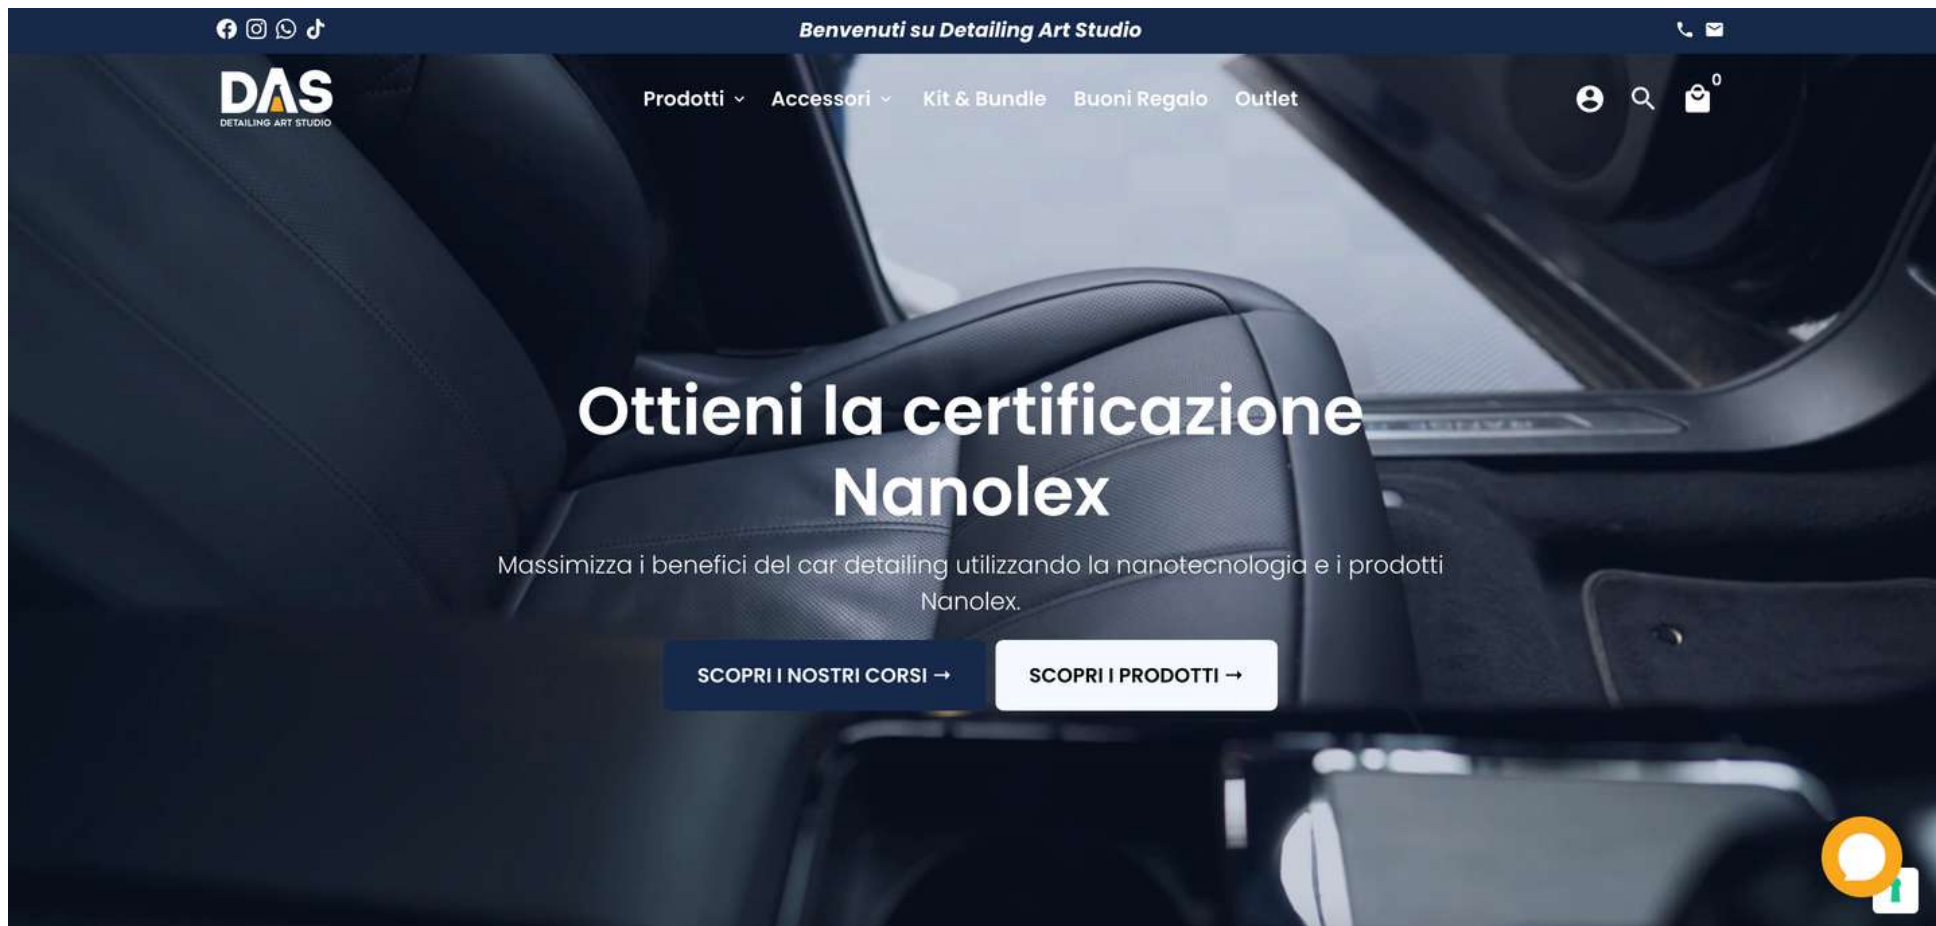 Benvenuti su Detailing Art Studio
DAS
DETAILING ART STUDIO
Prodotti Accessori Kit & Bundle Buoni Regalo Outlet
0
Ottieni la certificazione
Nanolex
Massimizza i benefici del car detailing utilizzando la nanotecnologia e i prodotti
Nanolex.
SCOPRI I NOSTRI CORSI → SCOPRI I PRODOTTI →